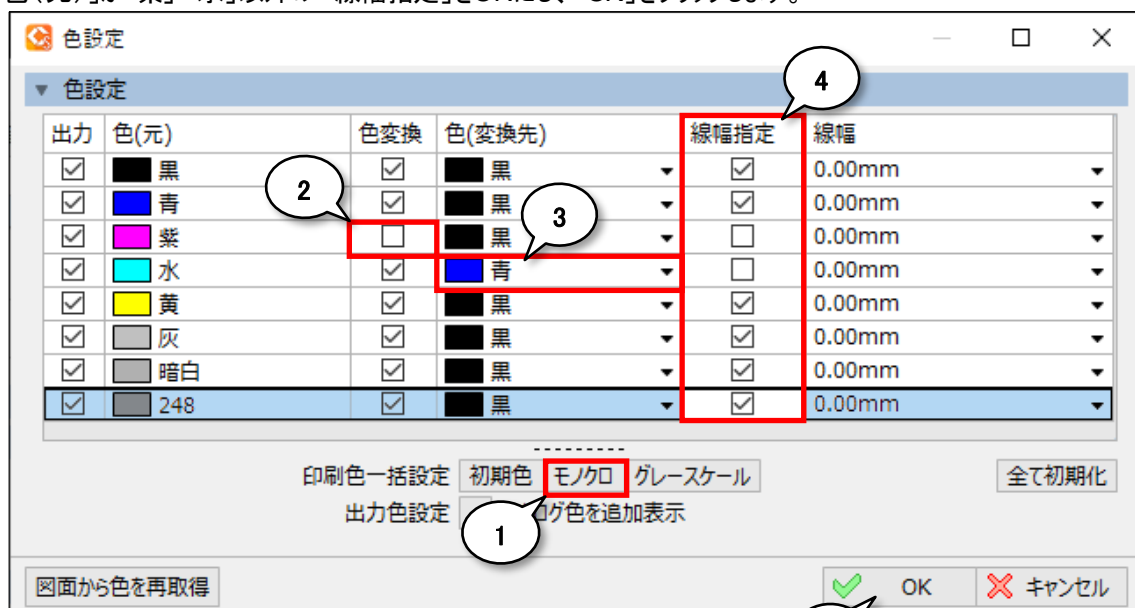 色設定
色設定
出力 色(元) 色変換 色(変換先) 線幅指定 線幅
黒 黒 0.00mm
青 黒 0.00mm
紫 黒 0.00mm
水 青 0.00mm
黄 黒 0.00mm
灰 黒 0.00mm
暗白 黒 0.00mm
248 黒 0.00mm
4
2
3
印刷色一括設定 初期色 モノクロ グレースケール 全て初期化
出力色設定 グ色を追加表示
1
図面から色を再取得 OK キャンセル